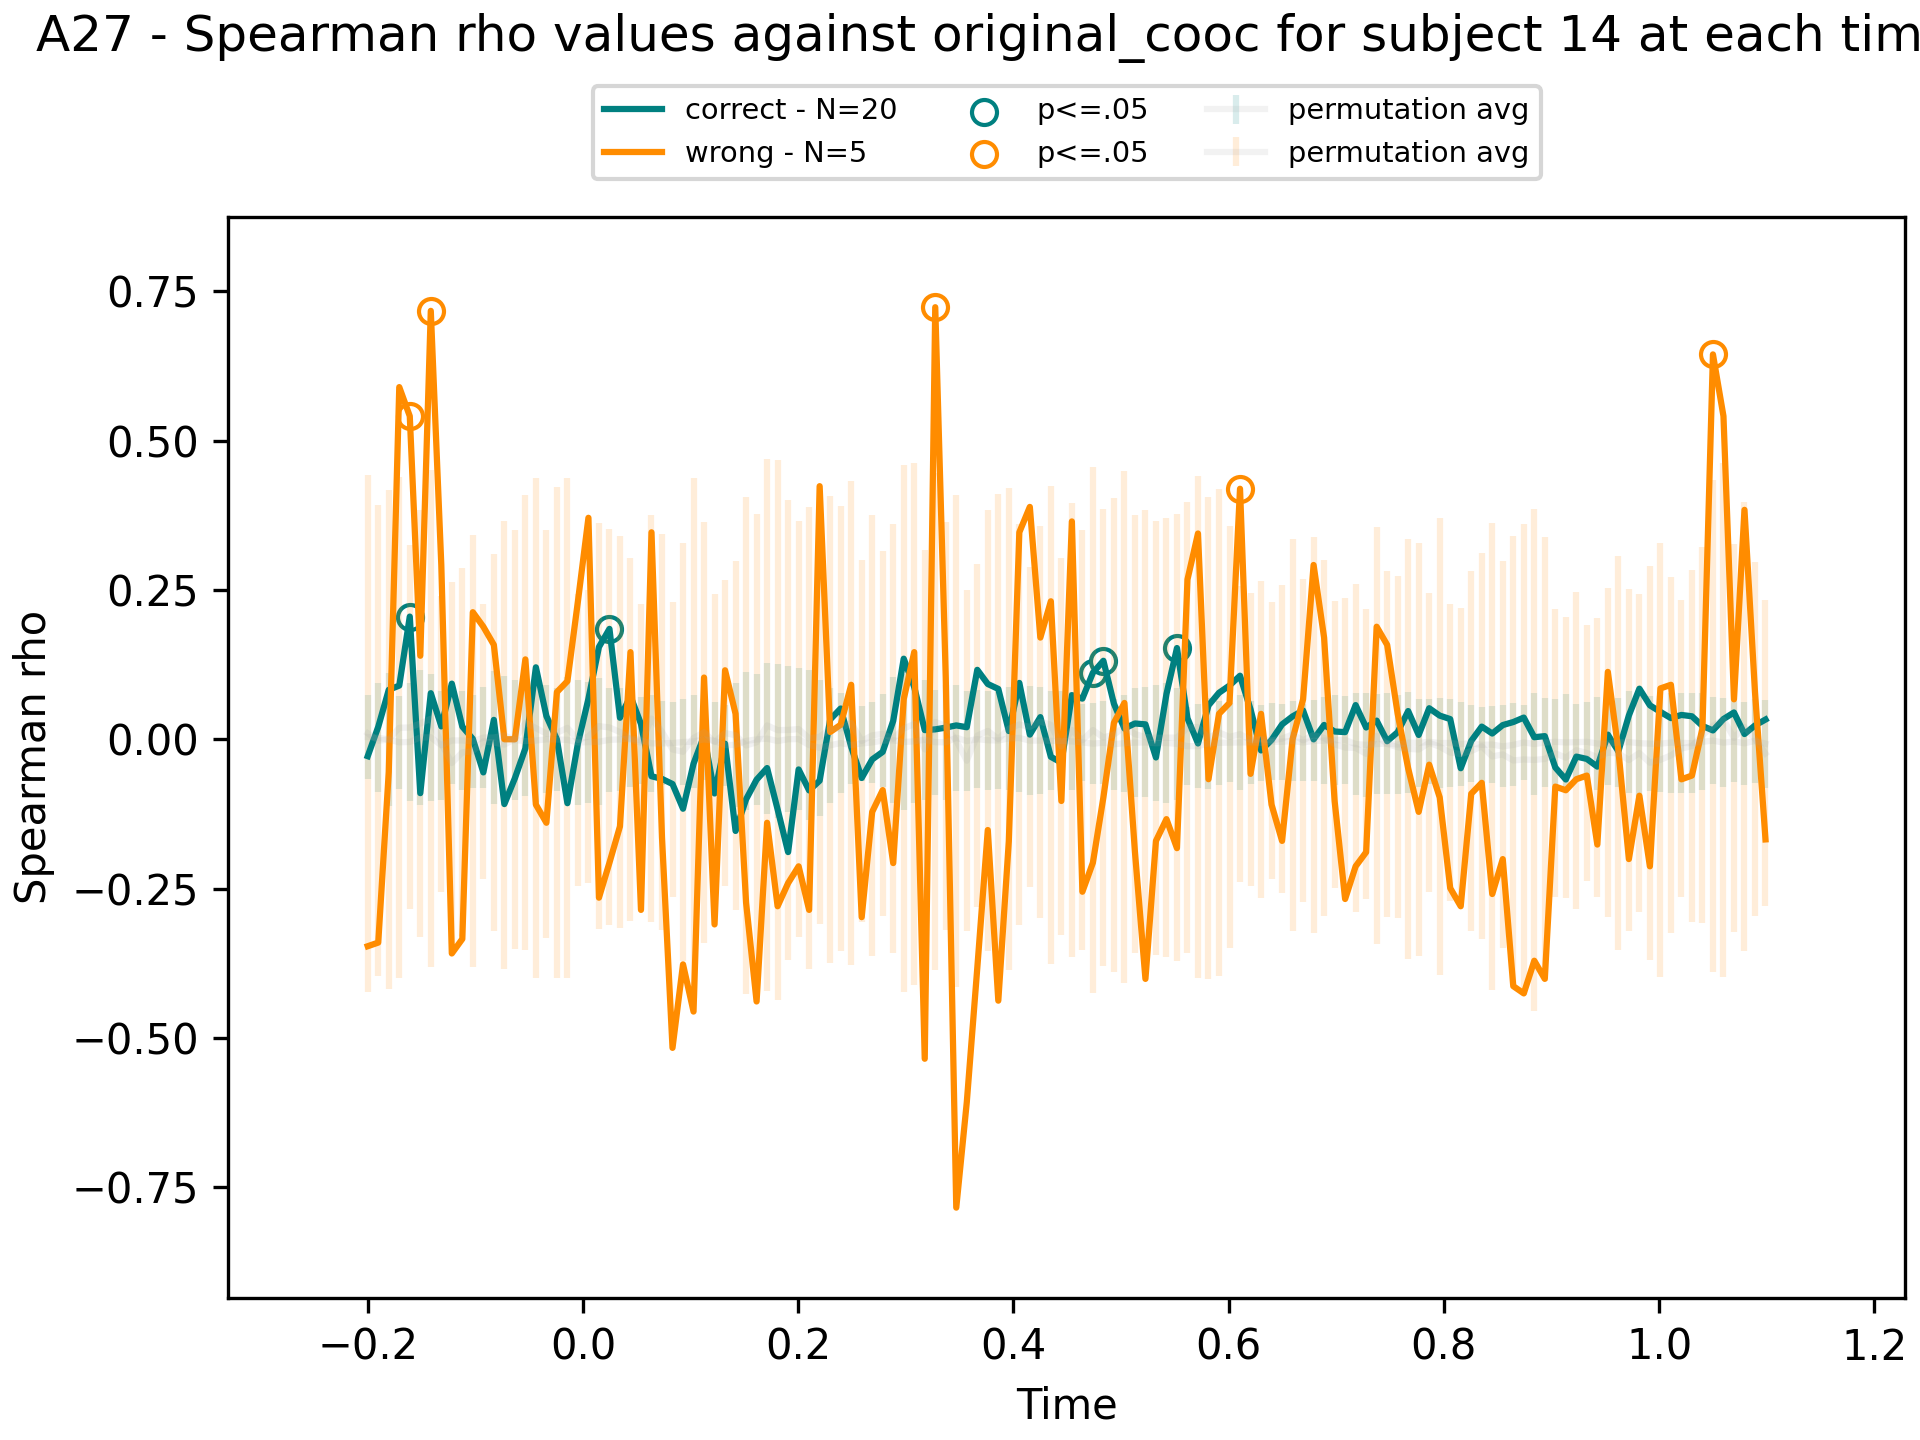 A27 - Spearman rho values against original_cooc for subject 14 at each tim
correct - N=20 p<=.05 permutation avg
wrong - N=5 p<=.05 permutation avg
0.75
0.50
0.25
0.00
−0.25
−0.50
−0.75
Spearman rho
−0.2 0.0 0.2 0.4 0.6 0.8 1.0 1.2
Time